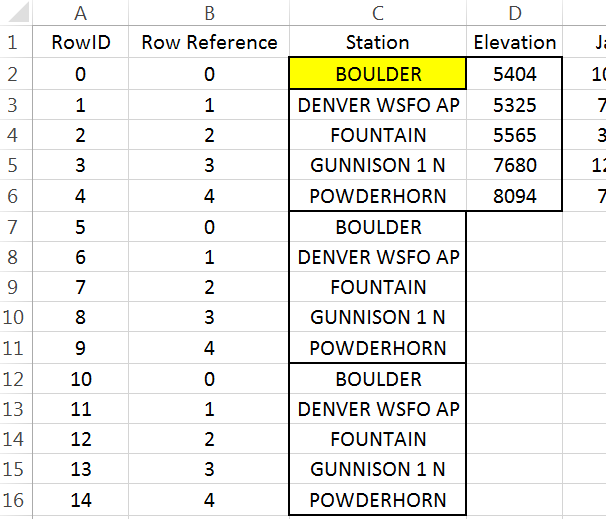 A B C D
1 RowID Row Reference Station Elevation Ja
2 0 0 BOULDER 5404 10
3 1 1 DENVER WSFO AP 5325 7
4 2 2 FOUNTAIN 5565 3
5 3 3 GUNNISON 1 N 7680 12
6 4 4 POWDERHORN 8094 7
7 5 0 BOULDER
8 6 1 DENVER WSFO AP
9 7 2 FOUNTAIN
10 8 3 GUNNISON 1 N
11 9 4 POWDERHORN
12 10 0 BOULDER
13 11 1 DENVER WSFO AP
14 12 2 FOUNTAIN
15 13 3 GUNNISON 1 N
16 14 4 POWDERHORN